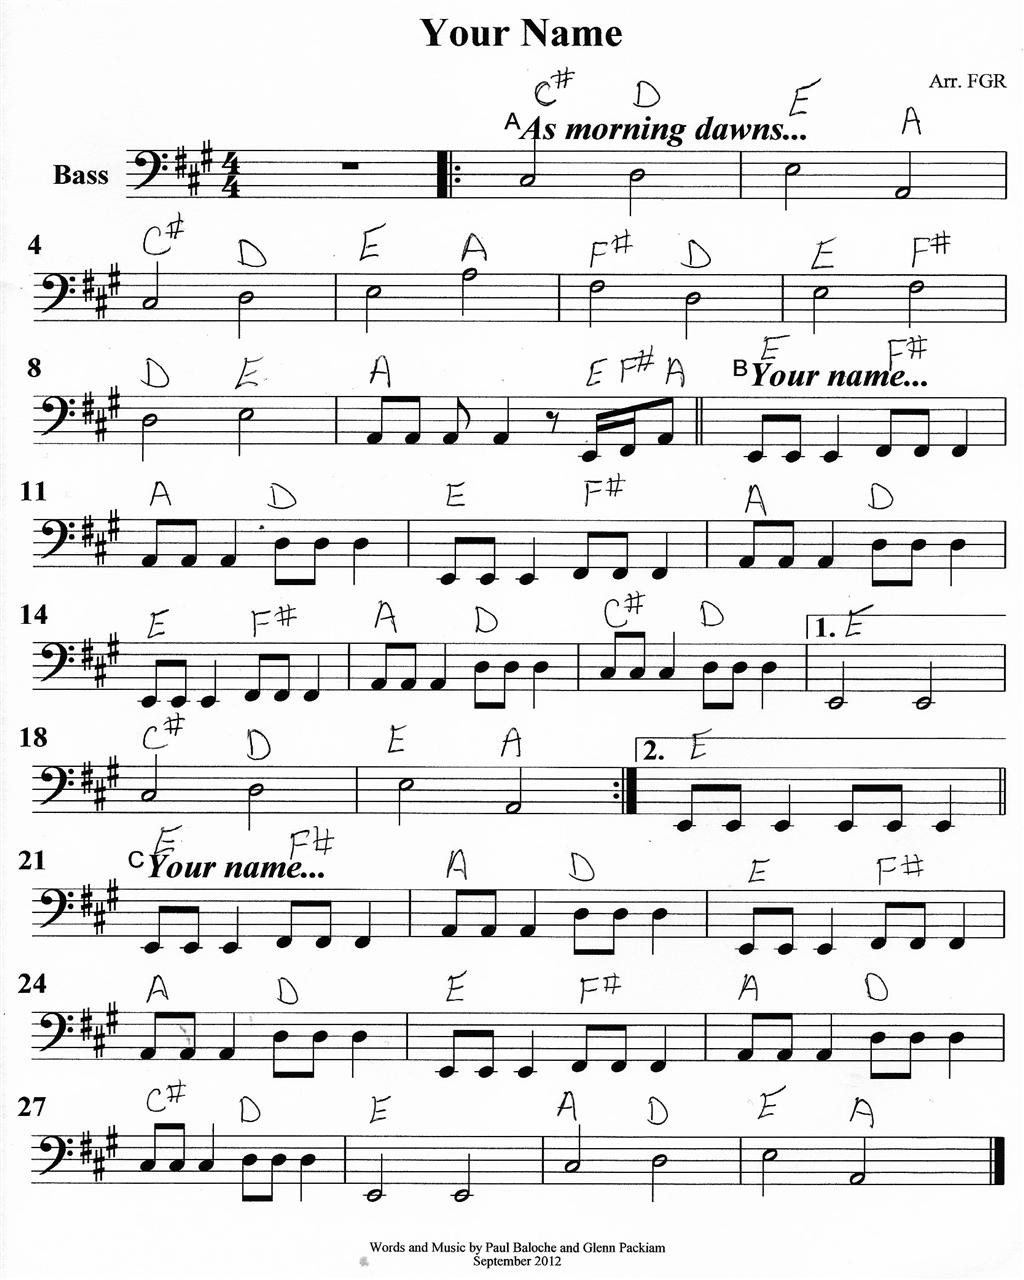 Your Name
Arr. FGR
C# D E A
A As morning dawns...
Bass 4 4
4 C# D E A F# D E F#
8 D E A E F# A E F#
B Your name...
11 A D E F# A D
14 E F# A D C# D 1. E
18 C# D E A 2. E
21 E F# A D E F#
C Your name...
24 A D E F# A D
27 C# D E A D E A
Words and Music by Paul Baloche and Glenn Packiam
September 2012